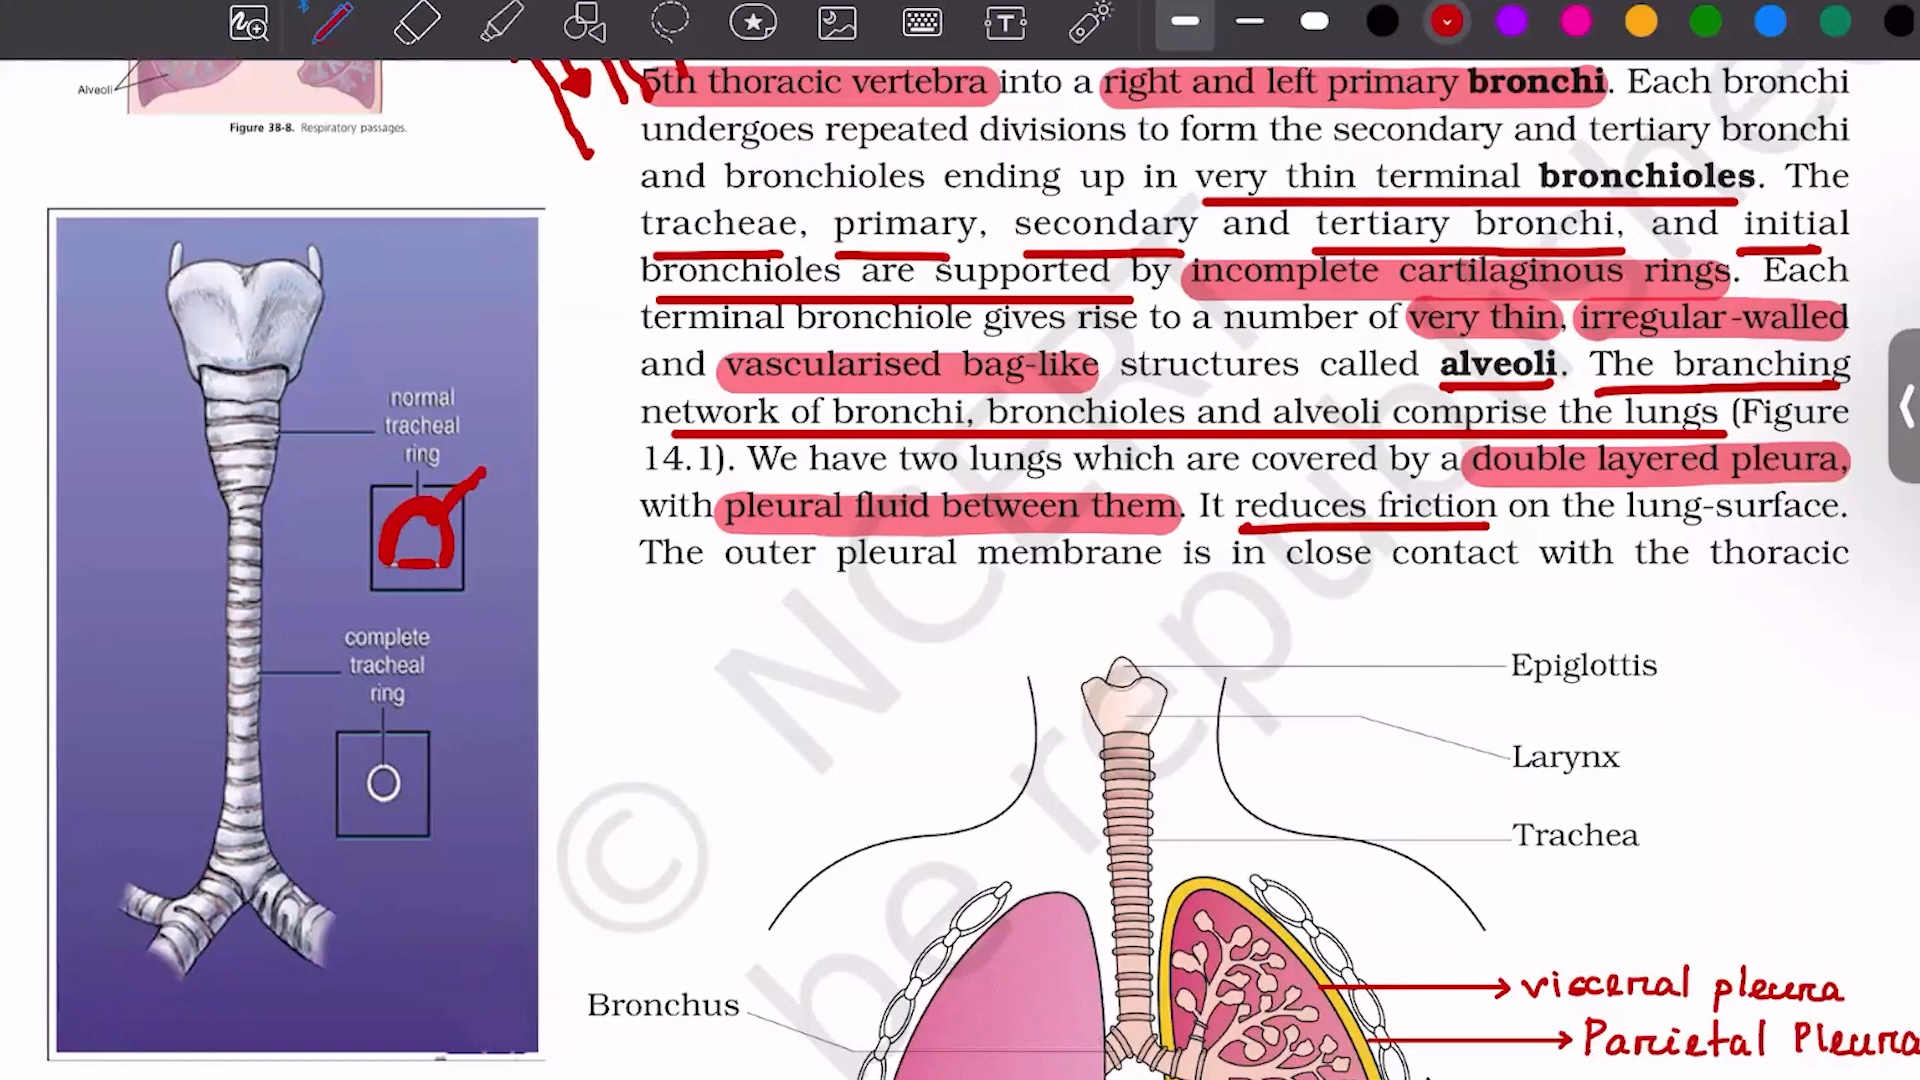 Alveoli
Figure 38-8. Respiratory passages.
5th thoracic vertebra into a right and left primary bronchi. Each bronchi
undergoes repeated divisions to form the secondary and tertiary bronchi
and bronchioles ending up in very thin terminal bronchioles. The
tracheae, primary, secondary and tertiary bronchi, and initial
bronchioles are supported by incomplete cartilaginous rings. Each
terminal bronchiole gives rise to a number of very thin, irregular-walled
and vascularised bag-like structures called alveoli. The branching
network of bronchi, bronchioles and alveoli comprise the lungs (Figure
14.1). We have two lungs which are covered by a double layered pleura,
with pleural fluid between them. It reduces friction on the lung-surface.
The outer pleural membrane is in close contact with the thoracic
normal
tracheal
ring
complete
tracheal
ring
Epiglottis
Larynx
Trachea
Bronchus
visceral pleura
Parietal Pleura
© NCERT
be republished